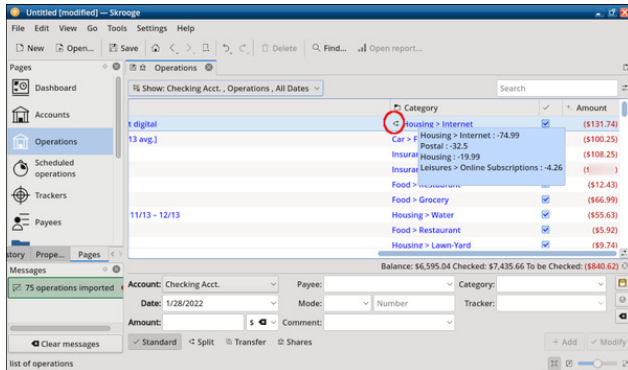 Untitled [modified] — Skrooge
File Edit View Go Tools Settings Help
New Open... Save Delete Find... Open report...
Pages Operations
Dashboard
Accounts
Operations
Scheduled operations
Trackers
Payees
Show: Checking Acct. , Operations , All Dates
Search
Category Amount
t digital Housing > Internet ($131.74)
13 avg.] Car > F ($100.25)
Insurar ($108.25)
Insurar (1
Housing > Internet : -74.99
Postal : -32.5
Housing : -19.99
Leisures > Online Subscriptions : -4.26
Food > Restaurant ($12.43)
Food > Grocery ($66.99)
11/13 – 12/13 Housing > Water ($55.63)
Food > Restaurant ($5.92)
Housing > Lawn-Yard ($9.74)
story Prope... Pages
Balance: $6,595.04 Checked: $7,435.66 To be Checked: ($840.62)
Messages
75 operations imported
Clear messages
Account: Checking Acct. Payee: Category:
Date: 1/28/2022 Mode: Number Tracker:
Amount: $ Comment:
Standard Split Transfer Shares + Add Modify
list of operations